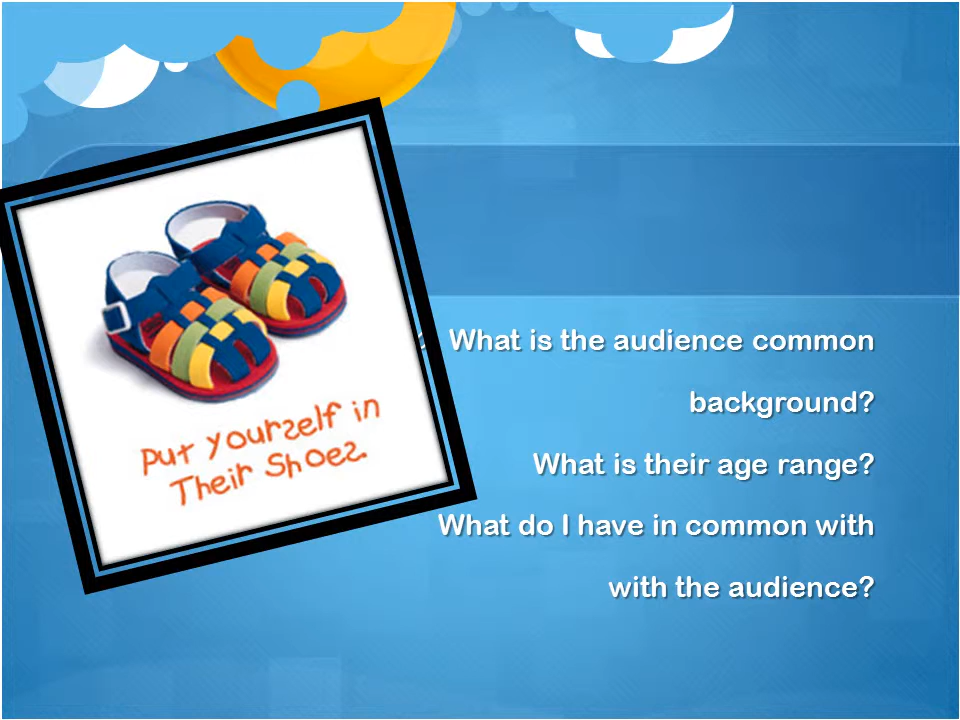 Put yourself in
Their Shoes.
What is the audience common
background?
What is their age range?
What do I have in common with
with the audience?